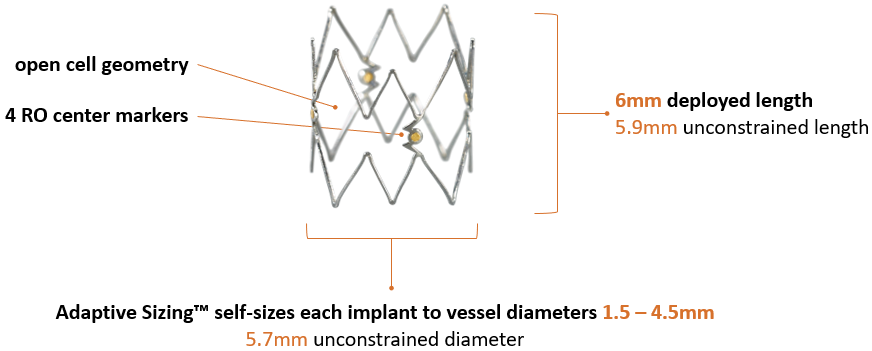 open cell geometry
4 RO center markers
6mm deployed length
5.9mm unconstrained length
Adaptive Sizing™ self-sizes each implant to vessel diameters 1.5 – 4.5mm
5.7mm unconstrained diameter